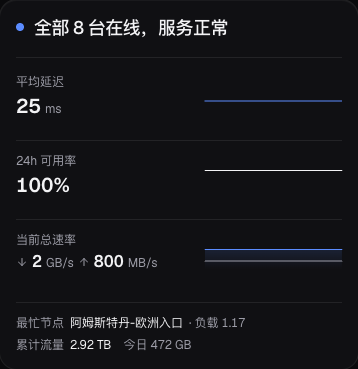 全部 8 台在线，服务正常
平均延迟
25 ms
24h 可用率
100%
当前总速率
↓ 2 GB/s ↑ 800 MB/s
最忙节点 阿姆斯特丹-欧洲入口 · 负载 1.17
累计流量 2.92 TB 今日 472 GB